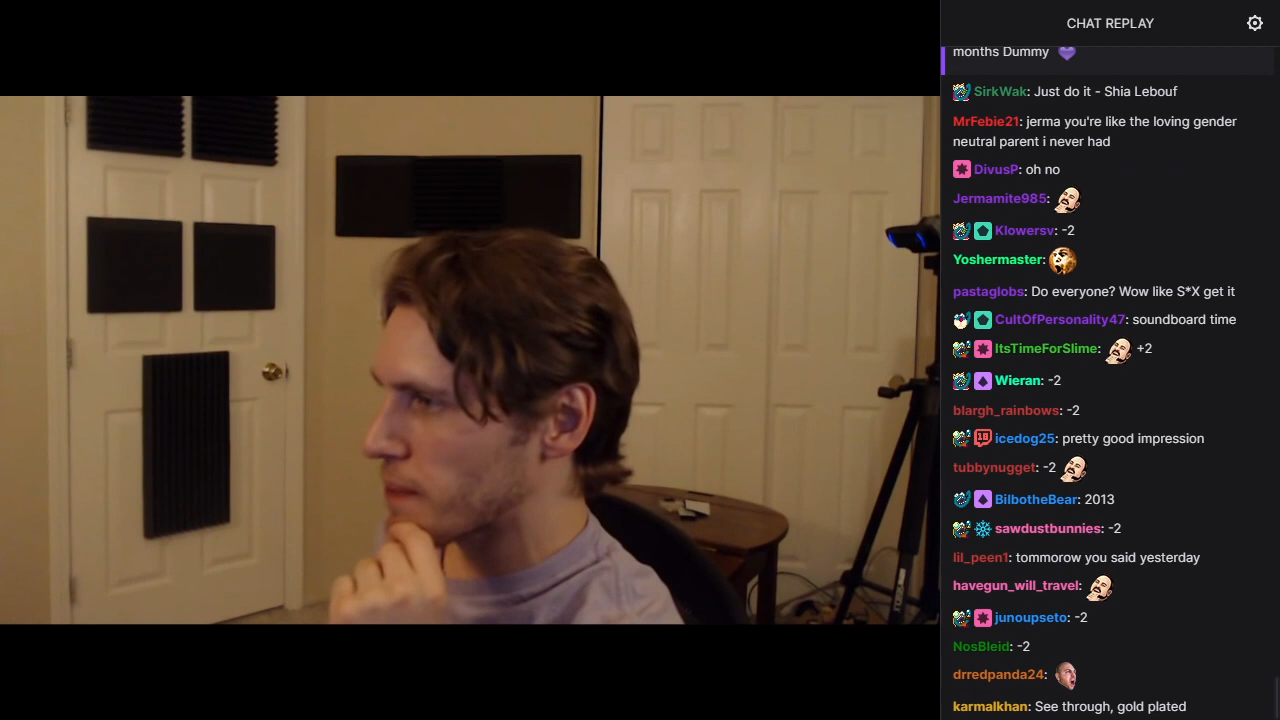 CHAT REPLAY
months Dummy
SirkWak: Just do it - Shia Lebouf
MrFebie21: jerma you're like the loving gender
neutral parent i never had
DivusP: oh no
Jermamite985:
Klowersv: -2
Yoshermaster:
pastaglobs: Do everyone? Wow like S*X get it
CultOfPersonality47: soundboard time
ItsTimeForSlime: +2
Wieran: -2
blargh_rainbows: -2
icedog25: pretty good impression
tubbynugget: -2
BilbotheBear: 2013
sawdustbunnies: -2
lil_peen1: tommorow you said yesterday
havegun_will_travel:
junoupseto: -2
NosBleid: -2
drredpanda24:
karmalkhan: See through, gold plated